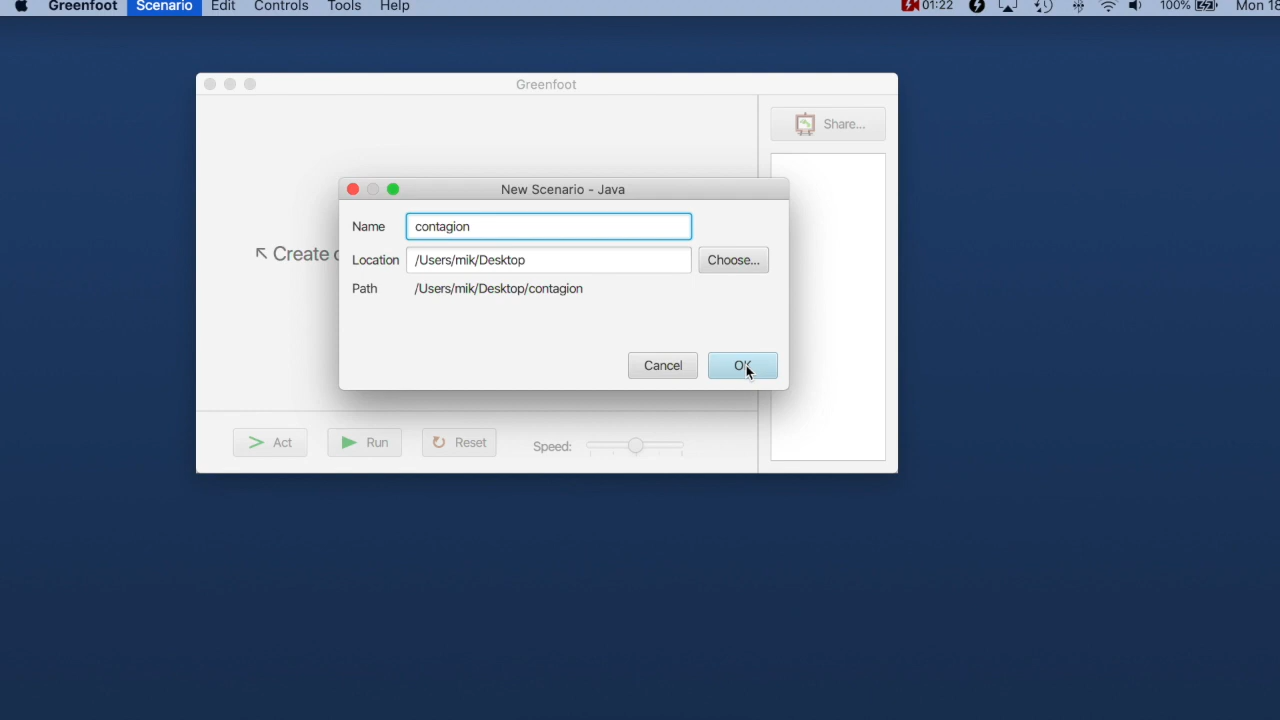 Greenfoot Scenario Edit Controls Tools Help 01:22 100% Mon 18
Greenfoot
Share...
New Scenario - Java
Name contagion
↖ Create
Location /Users/mik/Desktop Choose...
Path /Users/mik/Desktop/contagion
Cancel OK
Act Run Reset Speed: